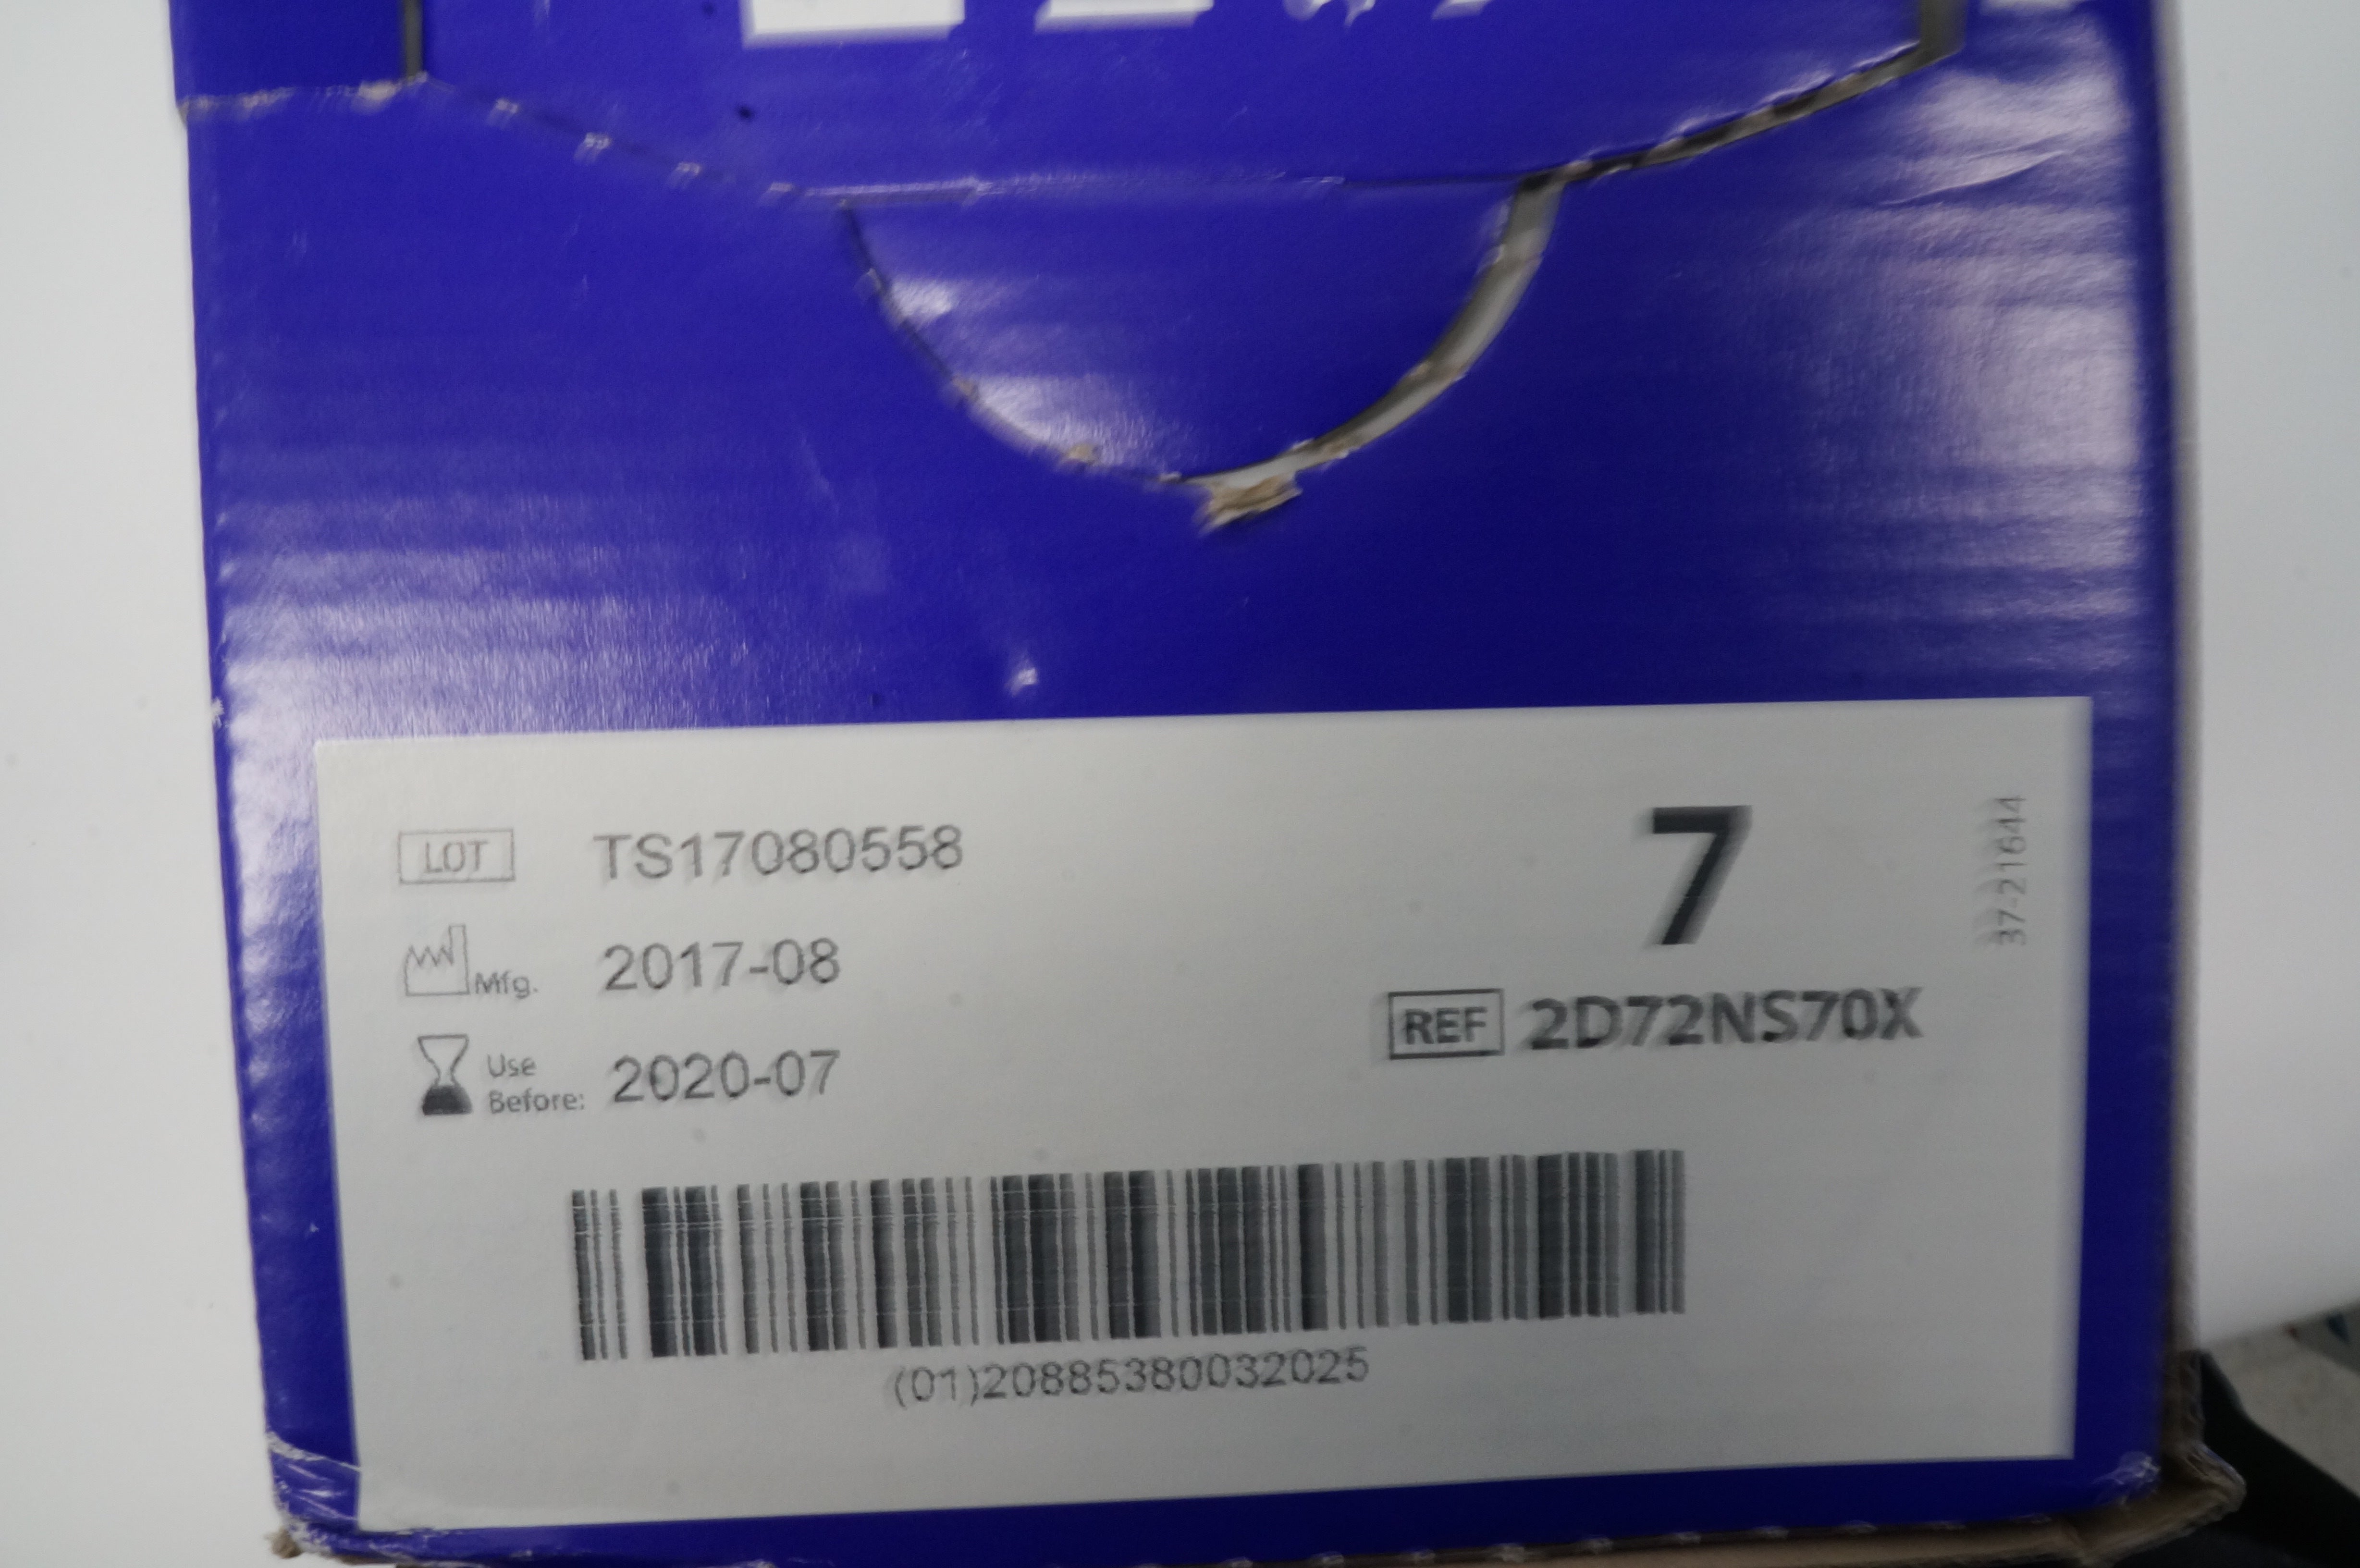 LOT TS17080558
Mfg. 2017-08
Use Before: 2020-07
7
REF 2D72NS70X
37-21644
(01)20885380032025